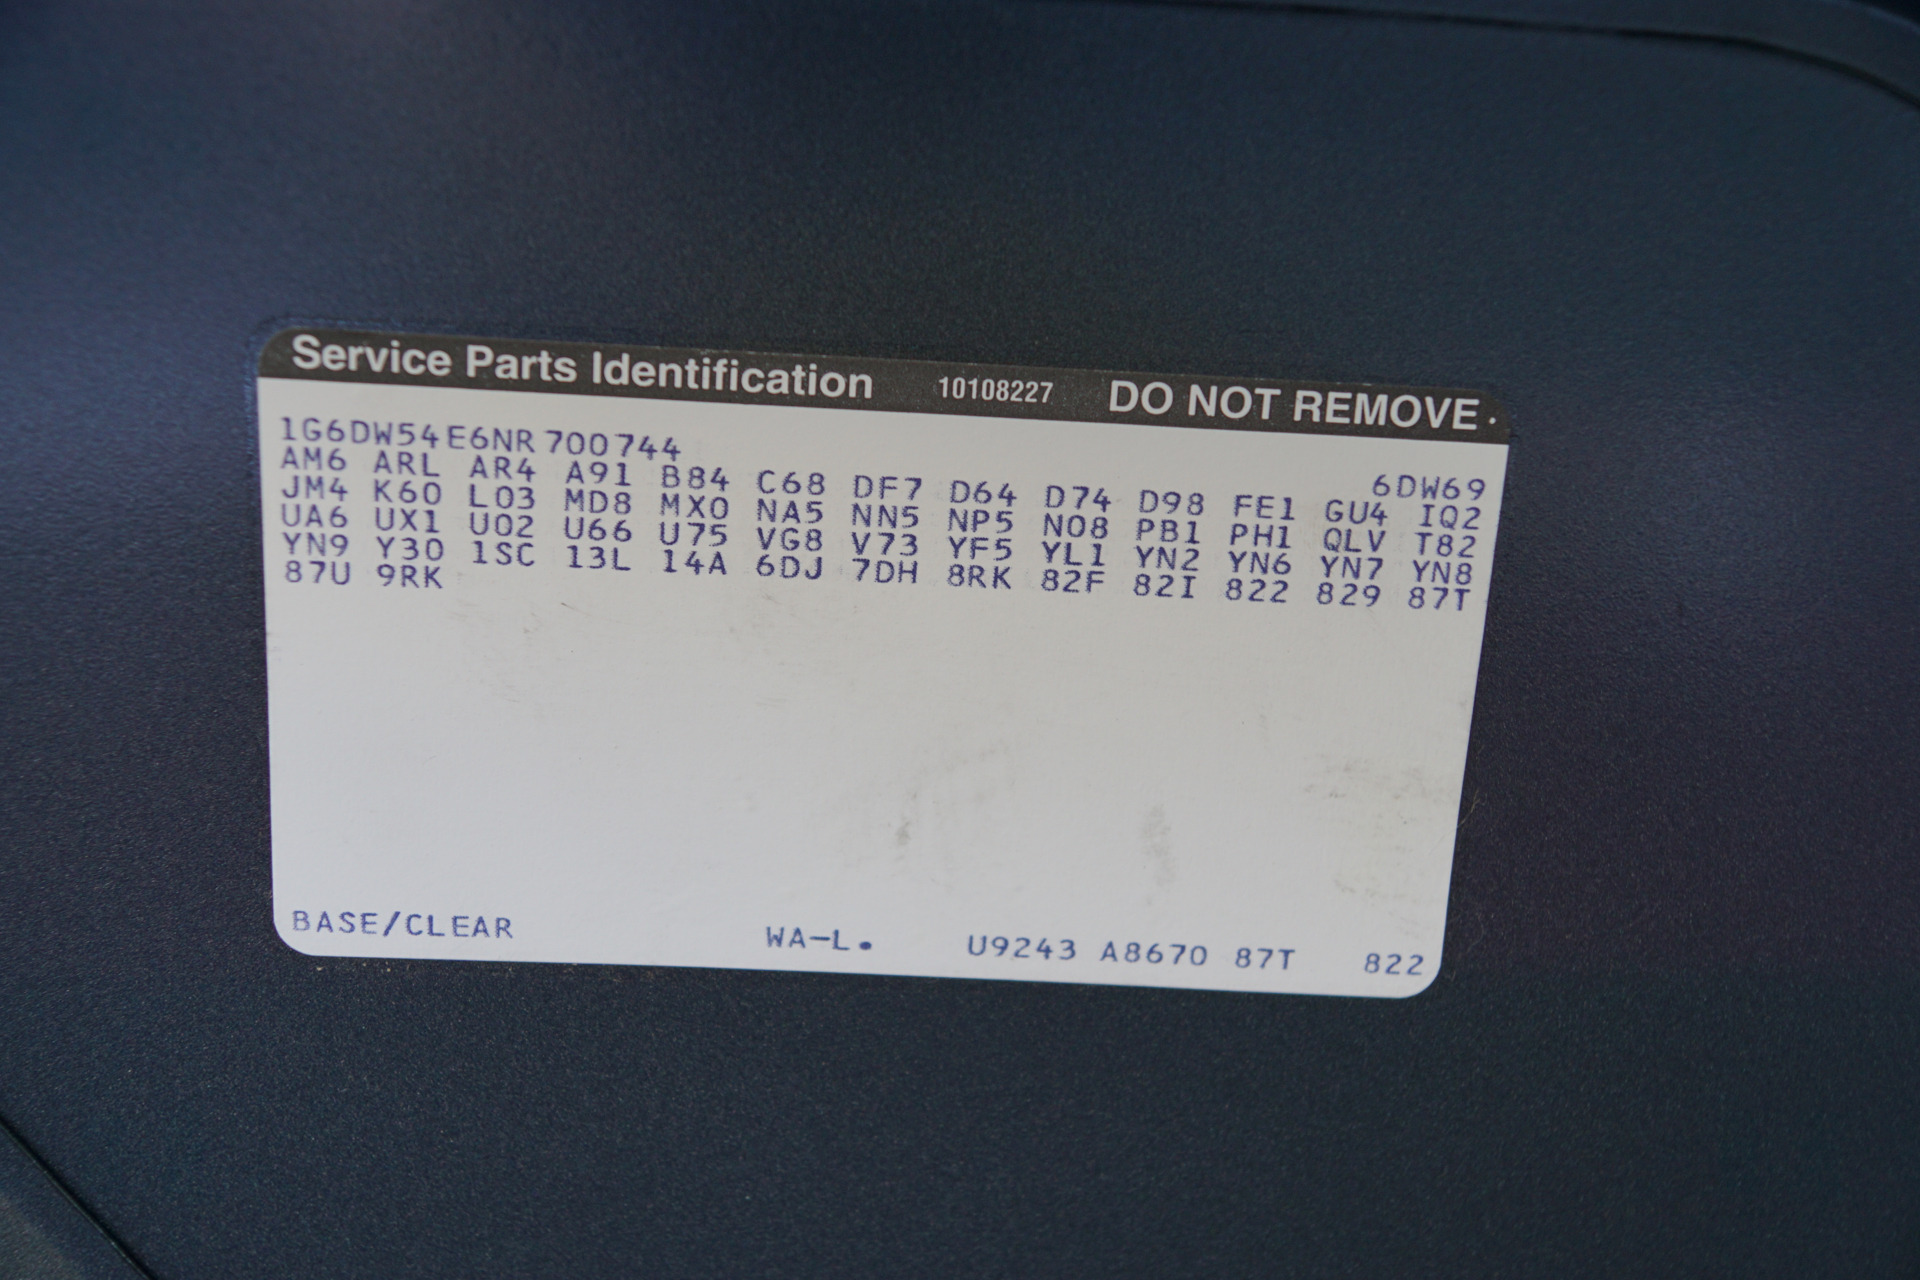 Service Parts Identification 10108227 DO NOT REMOVE .
1G6DW54E6NR700744 6DW69
AM6 ARL AR4 A91 B84 C68 DF7 D64 D74 D98 FE1 GU4 IQ2
JM4 K60 L03 MD8 MX0 NA5 NN5 NP5 N08 PB1 PH1 QLV T82
UA6 UX1 U02 U66 U75 VG8 V73 YF5 YL1 YN2 YN6 YN7 YN8
YN9 Y30 1SC 13L 14A 6DJ 7DH 8RK 82F 82I 822 829 87T
87U 9RK
BASE/CLEAR WA-L. U9243 A8670 87T 822